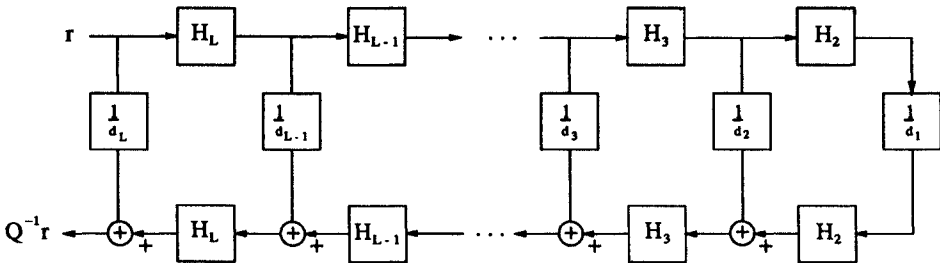 r H_L H_{L-1} ··· H_3 H_2
1/d_L 1/d_{L-1} 1/d_3 1/d_2 1/d_1
Q^{-1}r + H_L + H_{L-1} ··· + H_3 + H_2
+ + + +